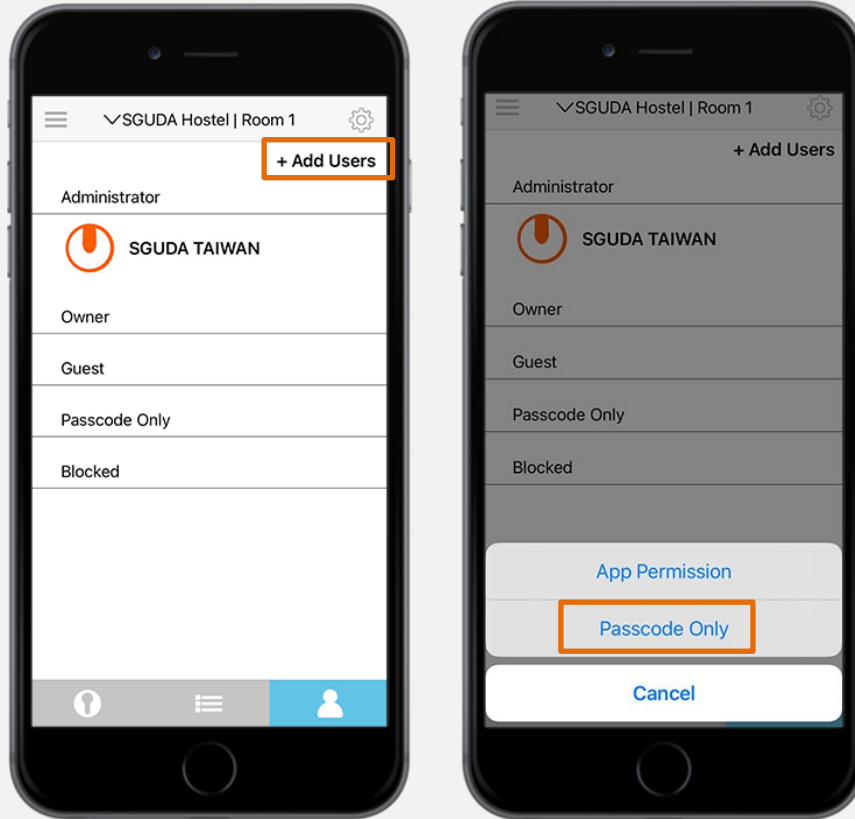 SGUDA Hostel | Room 1
+ Add Users
Administrator
SGUDA TAIWAN
Owner
Guest
Passcode Only
Blocked
SGUDA Hostel | Room 1
+ Add Users
Administrator
SGUDA TAIWAN
Owner
Guest
Passcode Only
Blocked
App Permission
Passcode Only
Cancel